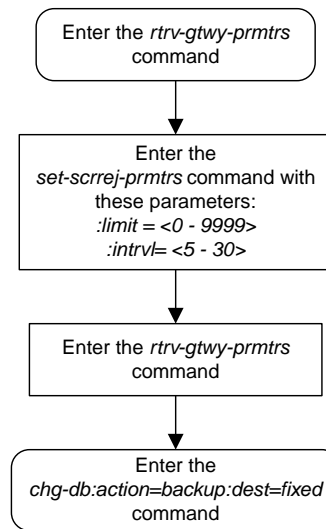 Enter the rtrv-gtwy-prmtrs
command
Enter the
set-scrrej-prmtrs command with
these parameters:
:limit = <0 - 9999>
:intrvl= <5 - 30>
Enter the rtrv-gtwy-prmtrs
command
Enter the
chg-db:action=backup:dest=fixed
command